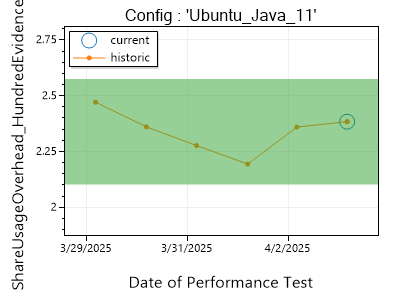 Config : 'Ubuntu_Java_11'
ShareUsageOverhead_HundredEvidence
current
historic
2.75
2.5
2.25
2
3/29/2025
3/31/2025
4/2/2025
Date of Performance Test